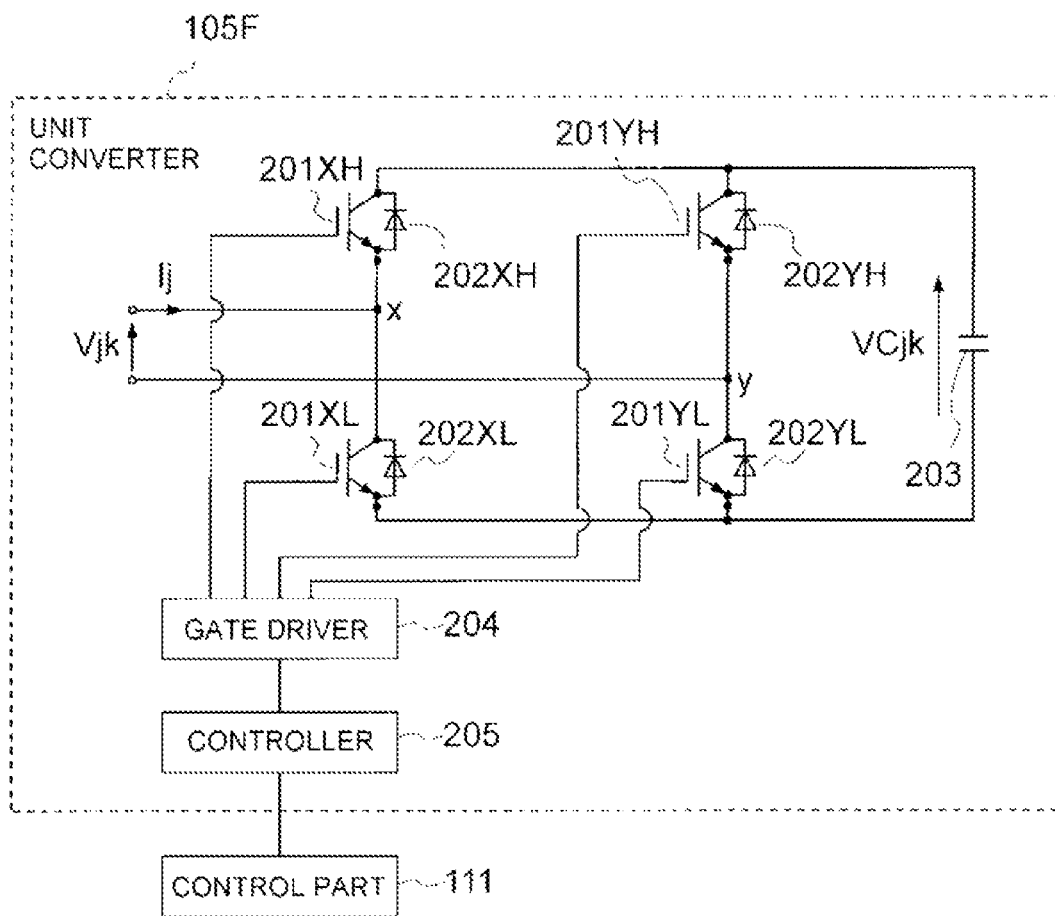 105F
UNIT
CONVERTER
201XH
201YH
202XH
202YH
Ij
x
Vjk
VCjk
y
201XL
202XL
201YL
202YL
203
GATE DRIVER
204
CONTROLLER
205
CONTROL PART
111